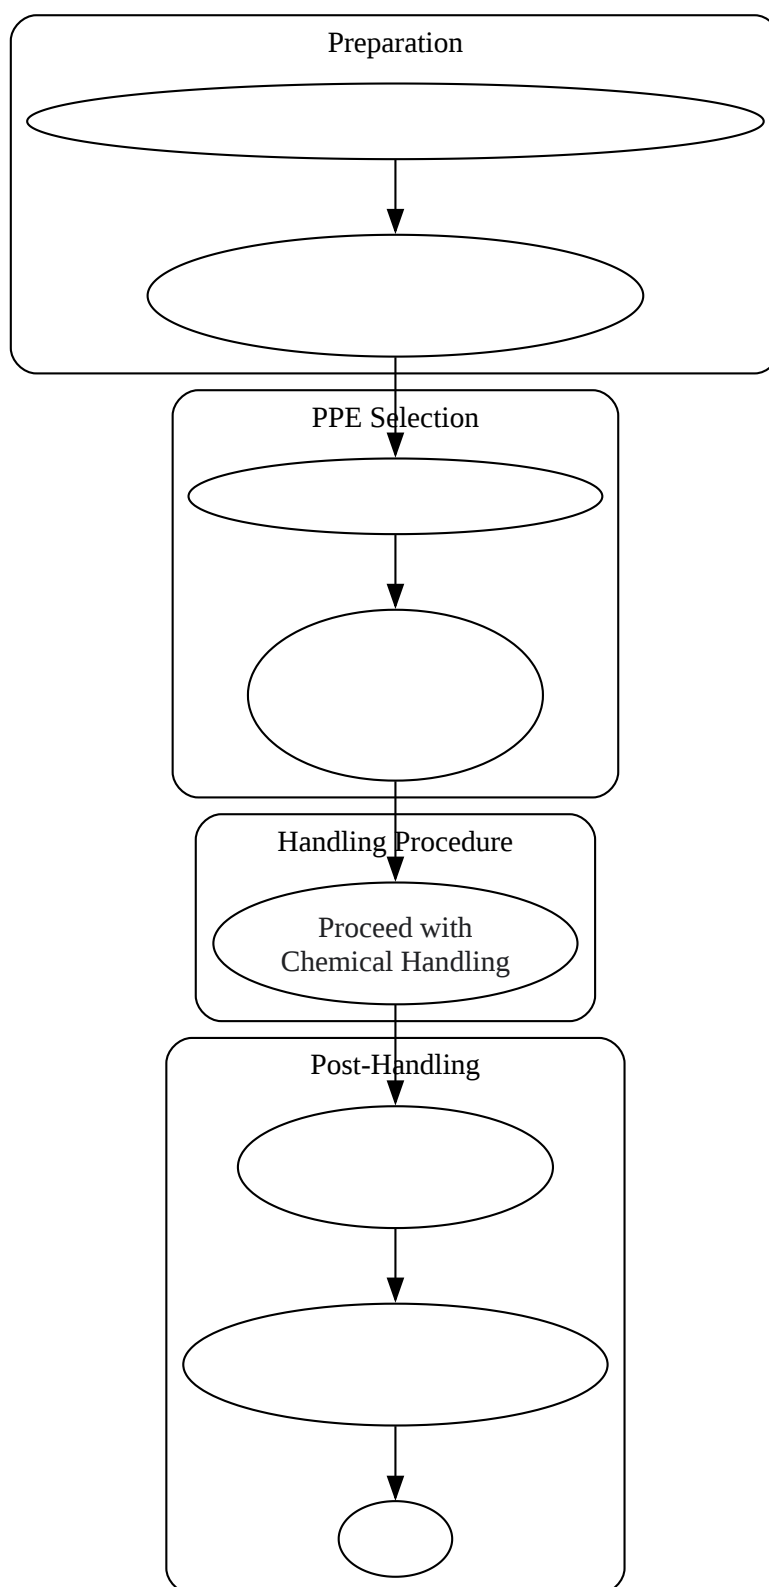 Preparation
PPE Selection
Handling Procedure
Proceed with
Chemical Handling
Post-Handling